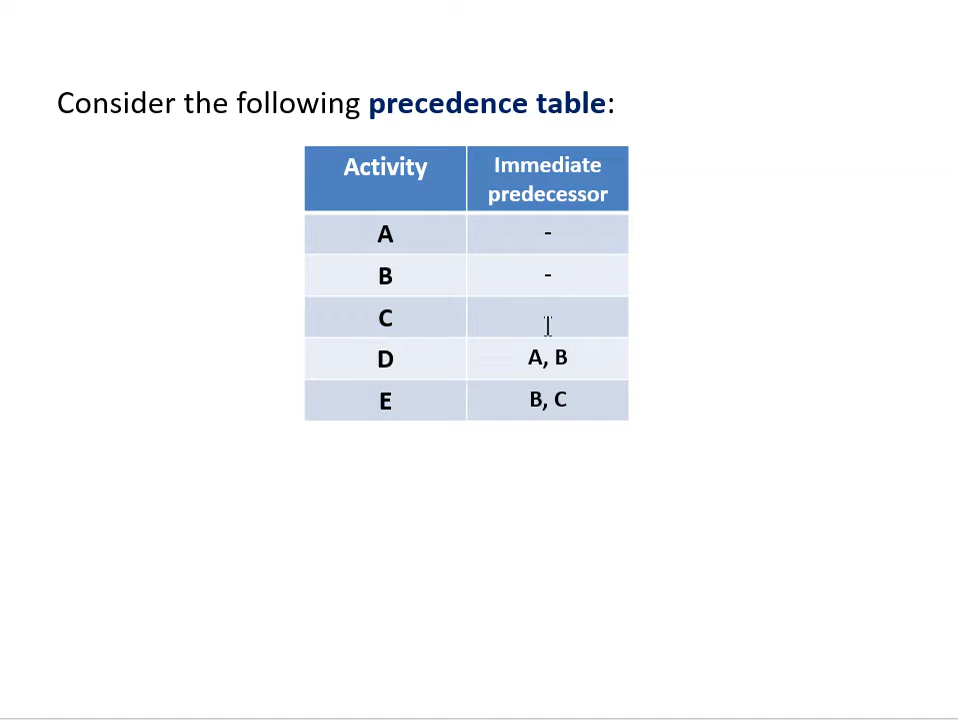 Consider the following precedence table:
Activity Immediate predecessor
A -
B -
C
D A, B
E B, C